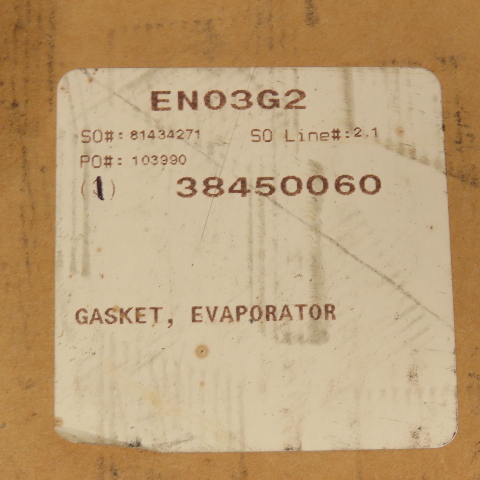 EN03G2
SO#: 81434271 SO Line#: 2.1
PO#: 103990
(1) 38450060
GASKET, EVAPORATOR